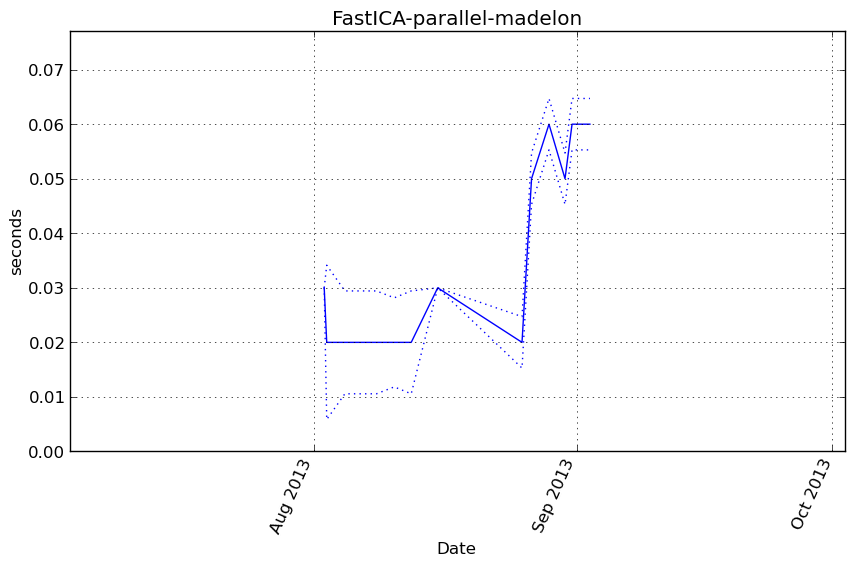 FastICA-parallel-madelon
0.07
0.06
0.05
0.04
0.03
0.02
0.01
0.00
seconds
Aug 2013
Sep 2013
Oct 2013
Date